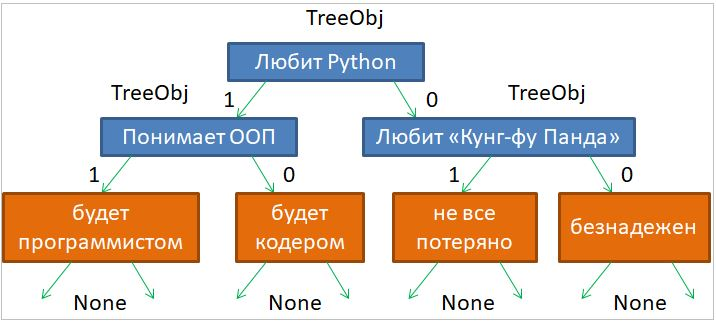 TreeObj
Любит Python
TreeObj
1
0
TreeObj
Понимает ООП
Любит «Кунг-фу Панда»
1
0
1
0
будет
программистом
будет
кодером
не все
потеряно
безнадежен
None
None
None
None